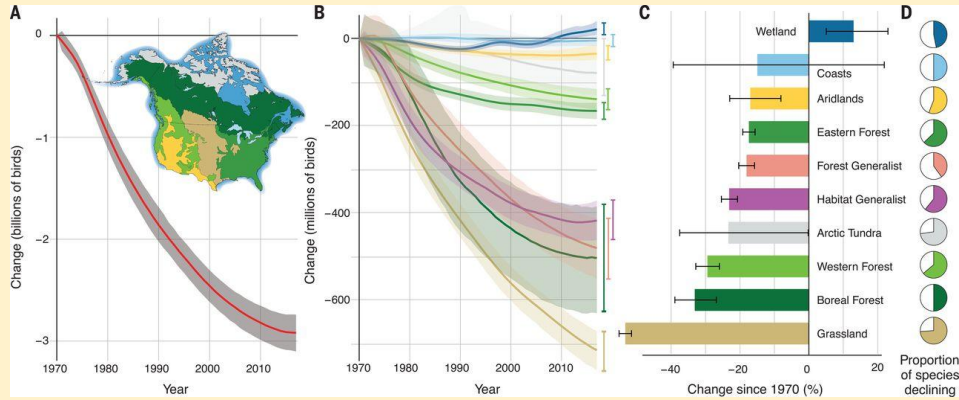 A
Change (billions of birds)
0
−1
−2
−3
1970 1980 1990 2000 2010
Year
B
Change (millions of birds)
0
−200
−400
−600
1970 1980 1990 2000 2010
Year
C
Wetland
Coasts
Aridlands
Eastern Forest
Forest Generalist
Habitat Generalist
Arctic Tundra
Western Forest
Boreal Forest
Grassland
−40 −20 0 20
Change since 1970 (%)
D
Proportion
of species
declining